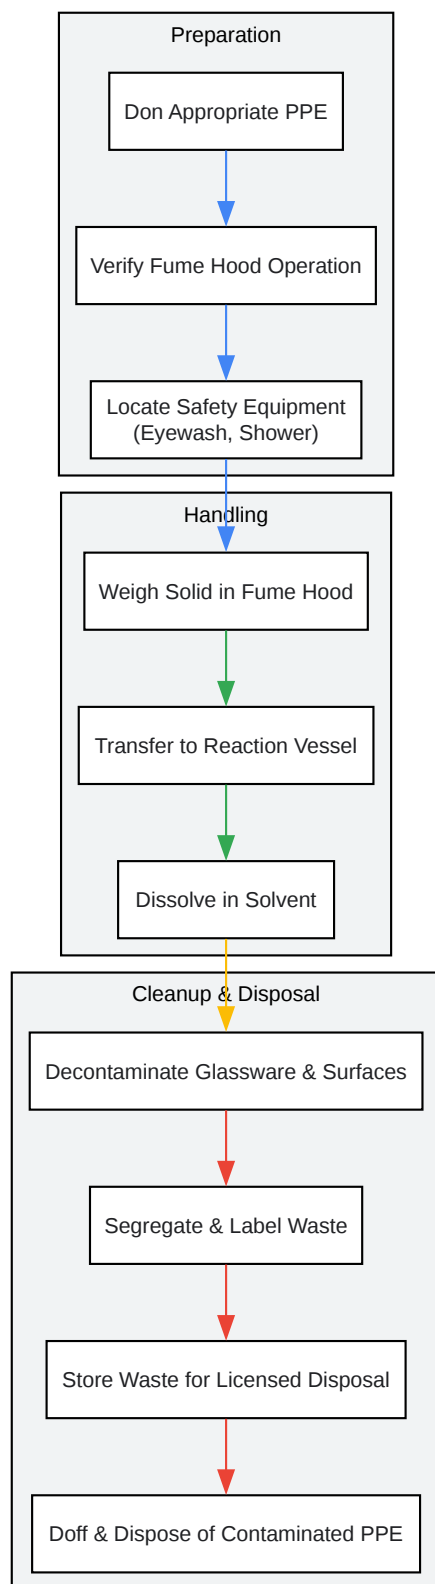 Preparation
Don Appropriate PPE
Verify Fume Hood Operation
Locate Safety Equipment
(Eyewash, Shower)
Handling
Weigh Solid in Fume Hood
Transfer to Reaction Vessel
Dissolve in Solvent
Cleanup & Disposal
Decontaminate Glassware & Surfaces
Segregate & Label Waste
Store Waste for Licensed Disposal
Doff & Dispose of Contaminated PPE